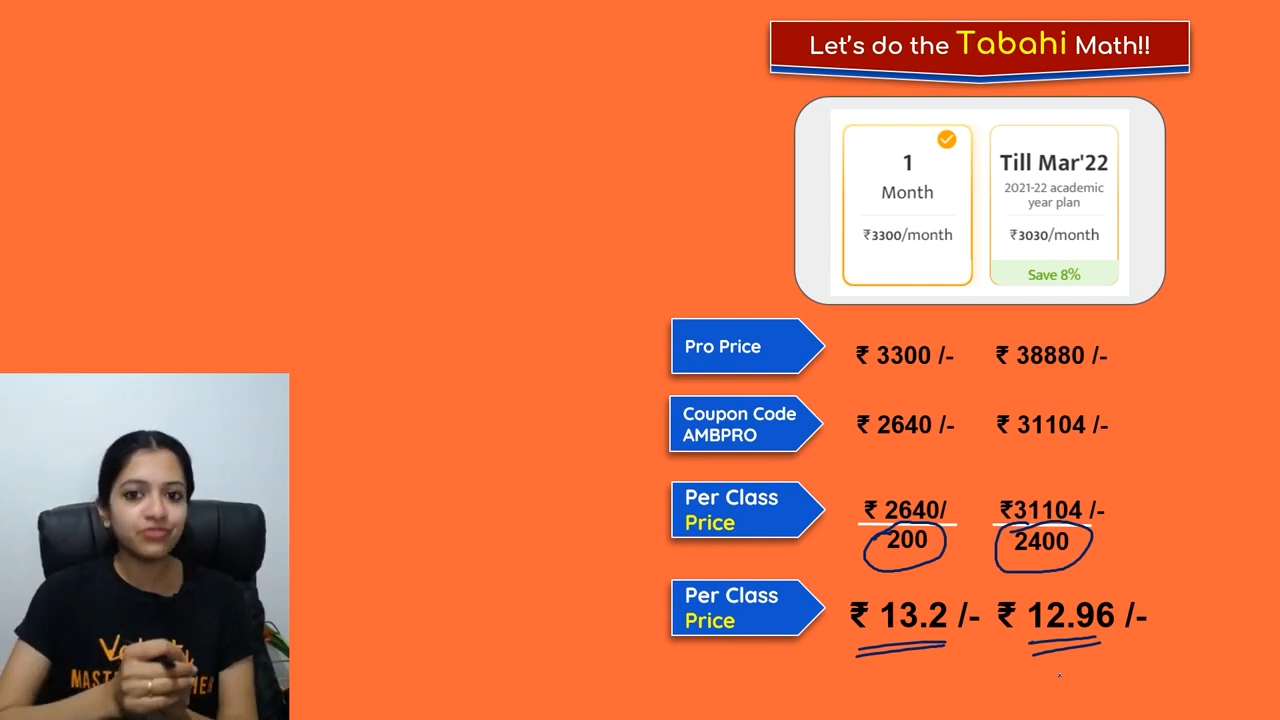 Let's do the Tabahi Math!!
1
Month
₹3300/month
Till Mar'22
2021-22 academic
year plan
₹3030/month
Save 8%
Pro Price
₹ 3300 /-
₹ 38880 /-
Coupon Code
AMBPRO
₹ 2640 /-
₹ 31104 /-
Per Class
Price
₹ 2640/
200
₹31104 /-
2400
Per Class
Price
₹ 13.2 /-
₹ 12.96 /-